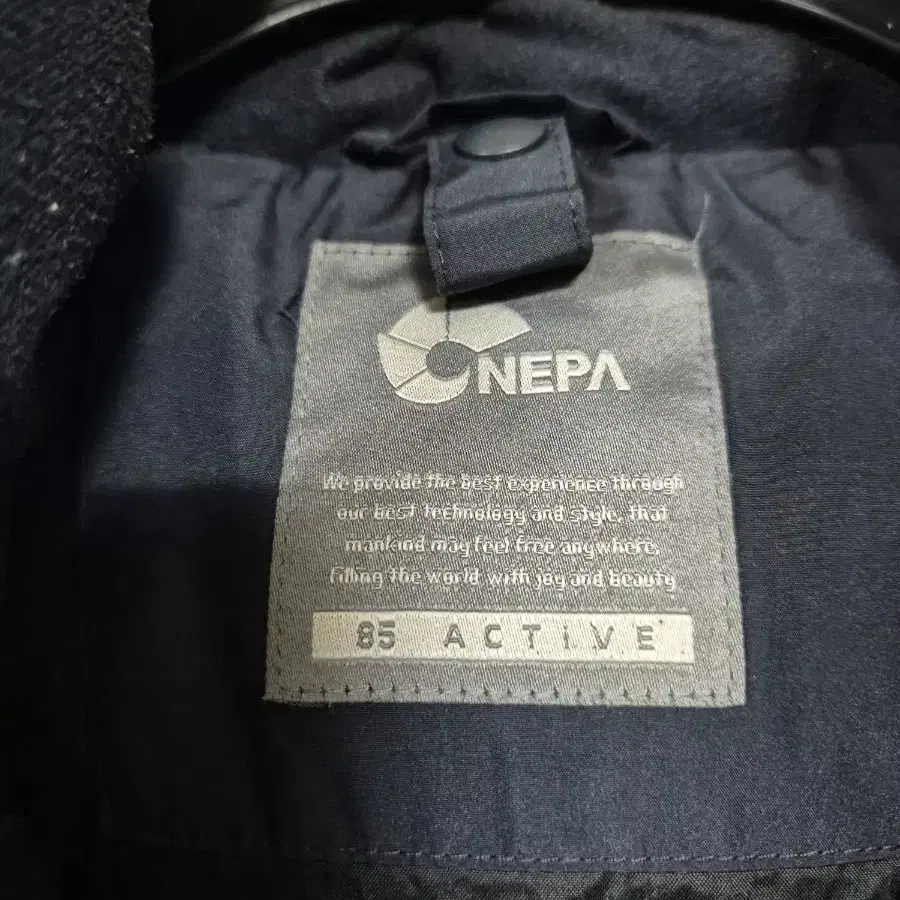 NEPA
We provide the best experience through
our best technology and style, that
mankind may feel free anywhere,
filling the world with joy and beauty
85 ACTIVE